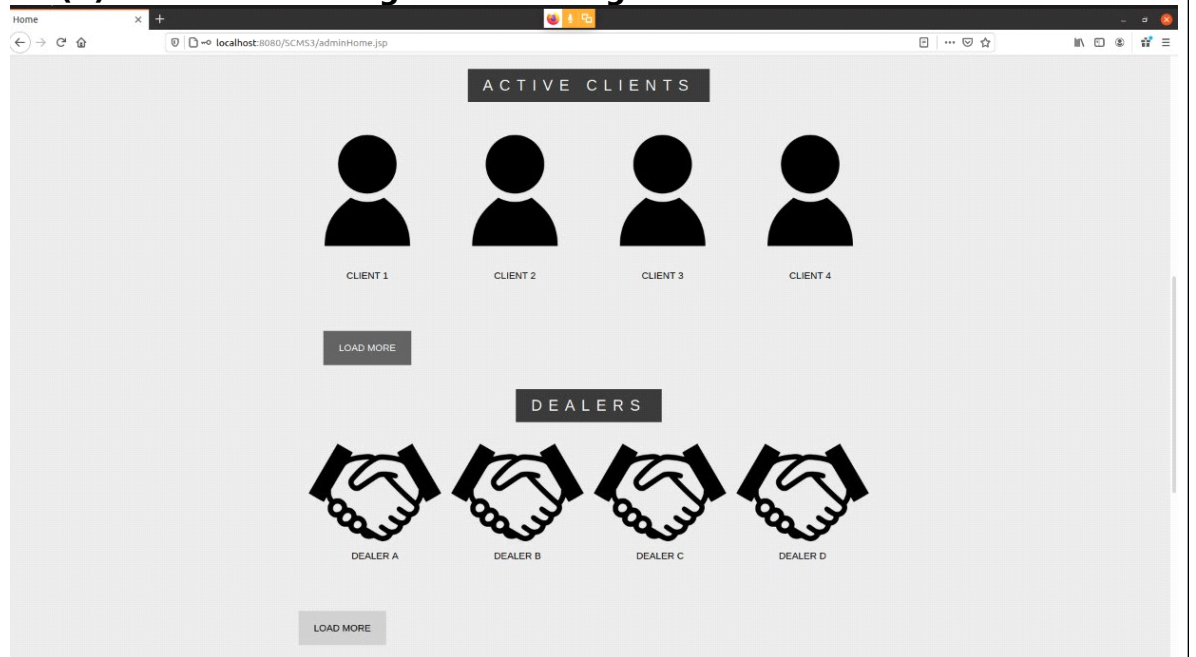 Home
localhost:8080/SCMS3/adminHome.jsp
ACTIVE CLIENTS
CLIENT 1 CLIENT 2 CLIENT 3 CLIENT 4
LOAD MORE
DEALERS
DEALER A DEALER B DEALER C DEALER D
LOAD MORE